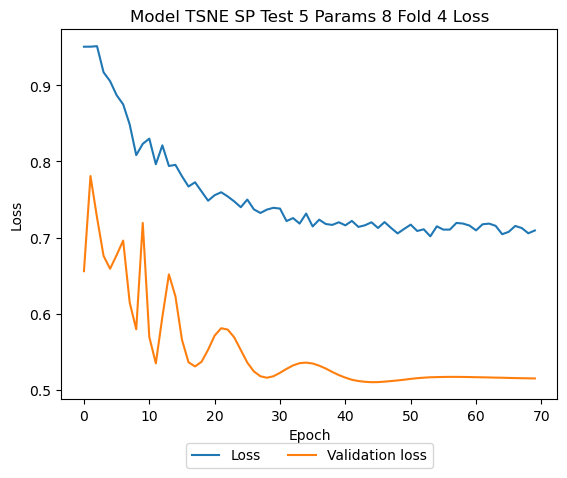 Model TSNE SP Test 5 Params 8 Fold 4 Loss
Loss
0.9
0.8
0.7
0.6
0.5
0 10 20 30 40 50 60 70
Epoch
Loss Validation loss